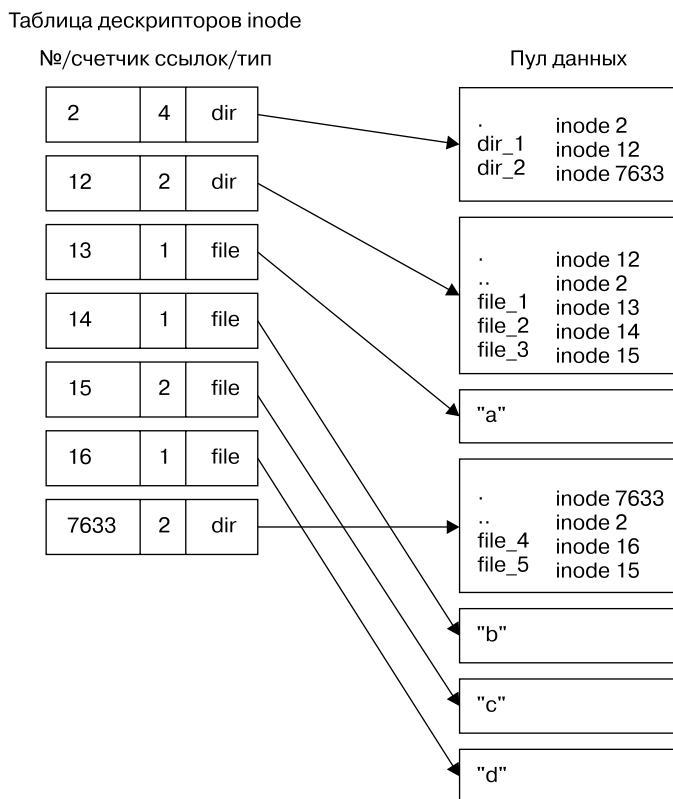 Таблица дескрипторов inode
№/счетчик ссылок/тип
Пул данных
2 4 dir
12 2 dir
13 1 file
14 1 file
15 2 file
16 1 file
7633 2 dir
. inode 2
dir_1 inode 12
dir_2 inode 7633
. inode 12
.. inode 2
file_1 inode 13
file_2 inode 14
file_3 inode 15
"a"
. inode 7633
.. inode 2
file_4 inode 16
file_5 inode 15
"b"
"c"
"d"